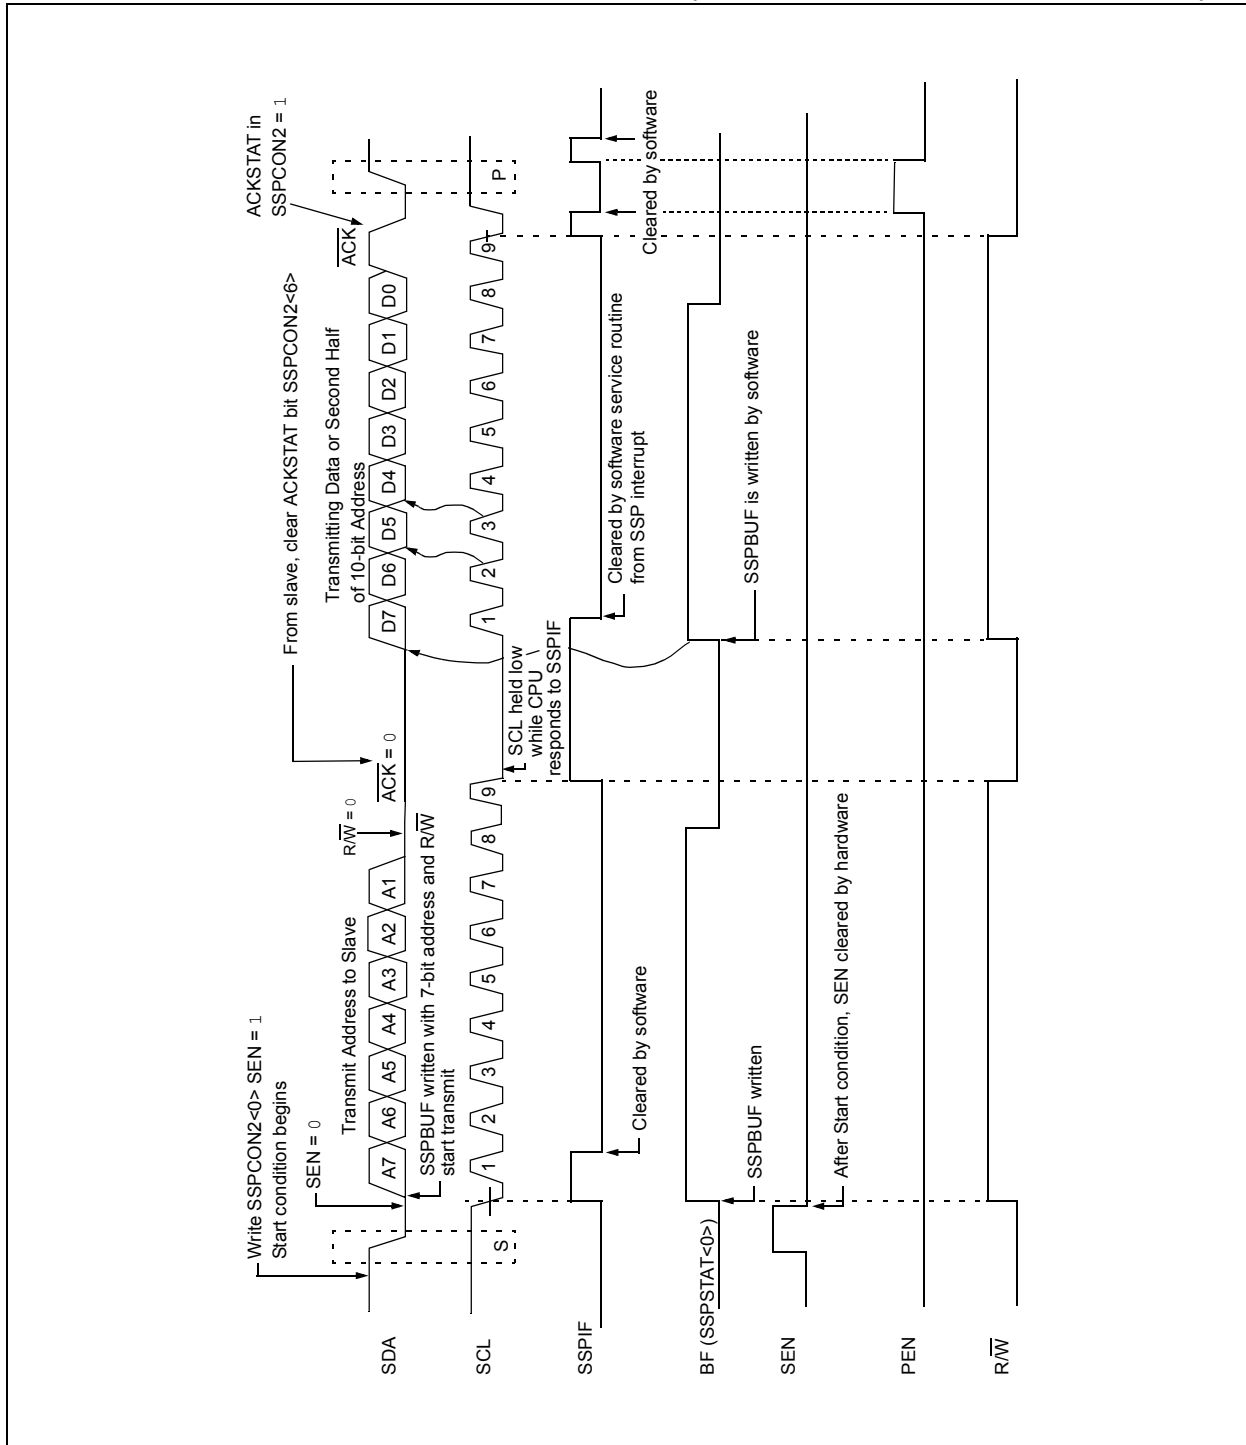 Write SSPCON2<0> SEN = 1
Start condition begins
From slave, clear ACKSTAT bit SSPCON2<6>
ACKSTAT in
SSPCON2 = 1
SEN = 0
Transmit Address to Slave
R/W = 0
ACK = 0
Transmitting Data or Second Half
of 10-bit Address
ACK
SDA
A7 A6 A5 A4 A3 A2 A1
D7 D6 D5 D4 D3 D2 D1 D0
SSPBUF written with 7-bit address and R/W
start transmit
SCL
S
1 2 3 4 5 6 7 8 9
1 2 3 4 5 6 7 8 9
P
SCL held low
while CPU
responds to SSPIF
SSPIF
Cleared by software
Cleared by software service routine
from SSP interrupt
Cleared by software
Cleared by software
BF (SSPSTAT<0>)
SSPBUF written
SSPBUF is written by software
SEN
After Start condition, SEN cleared by hardware
PEN
R/W